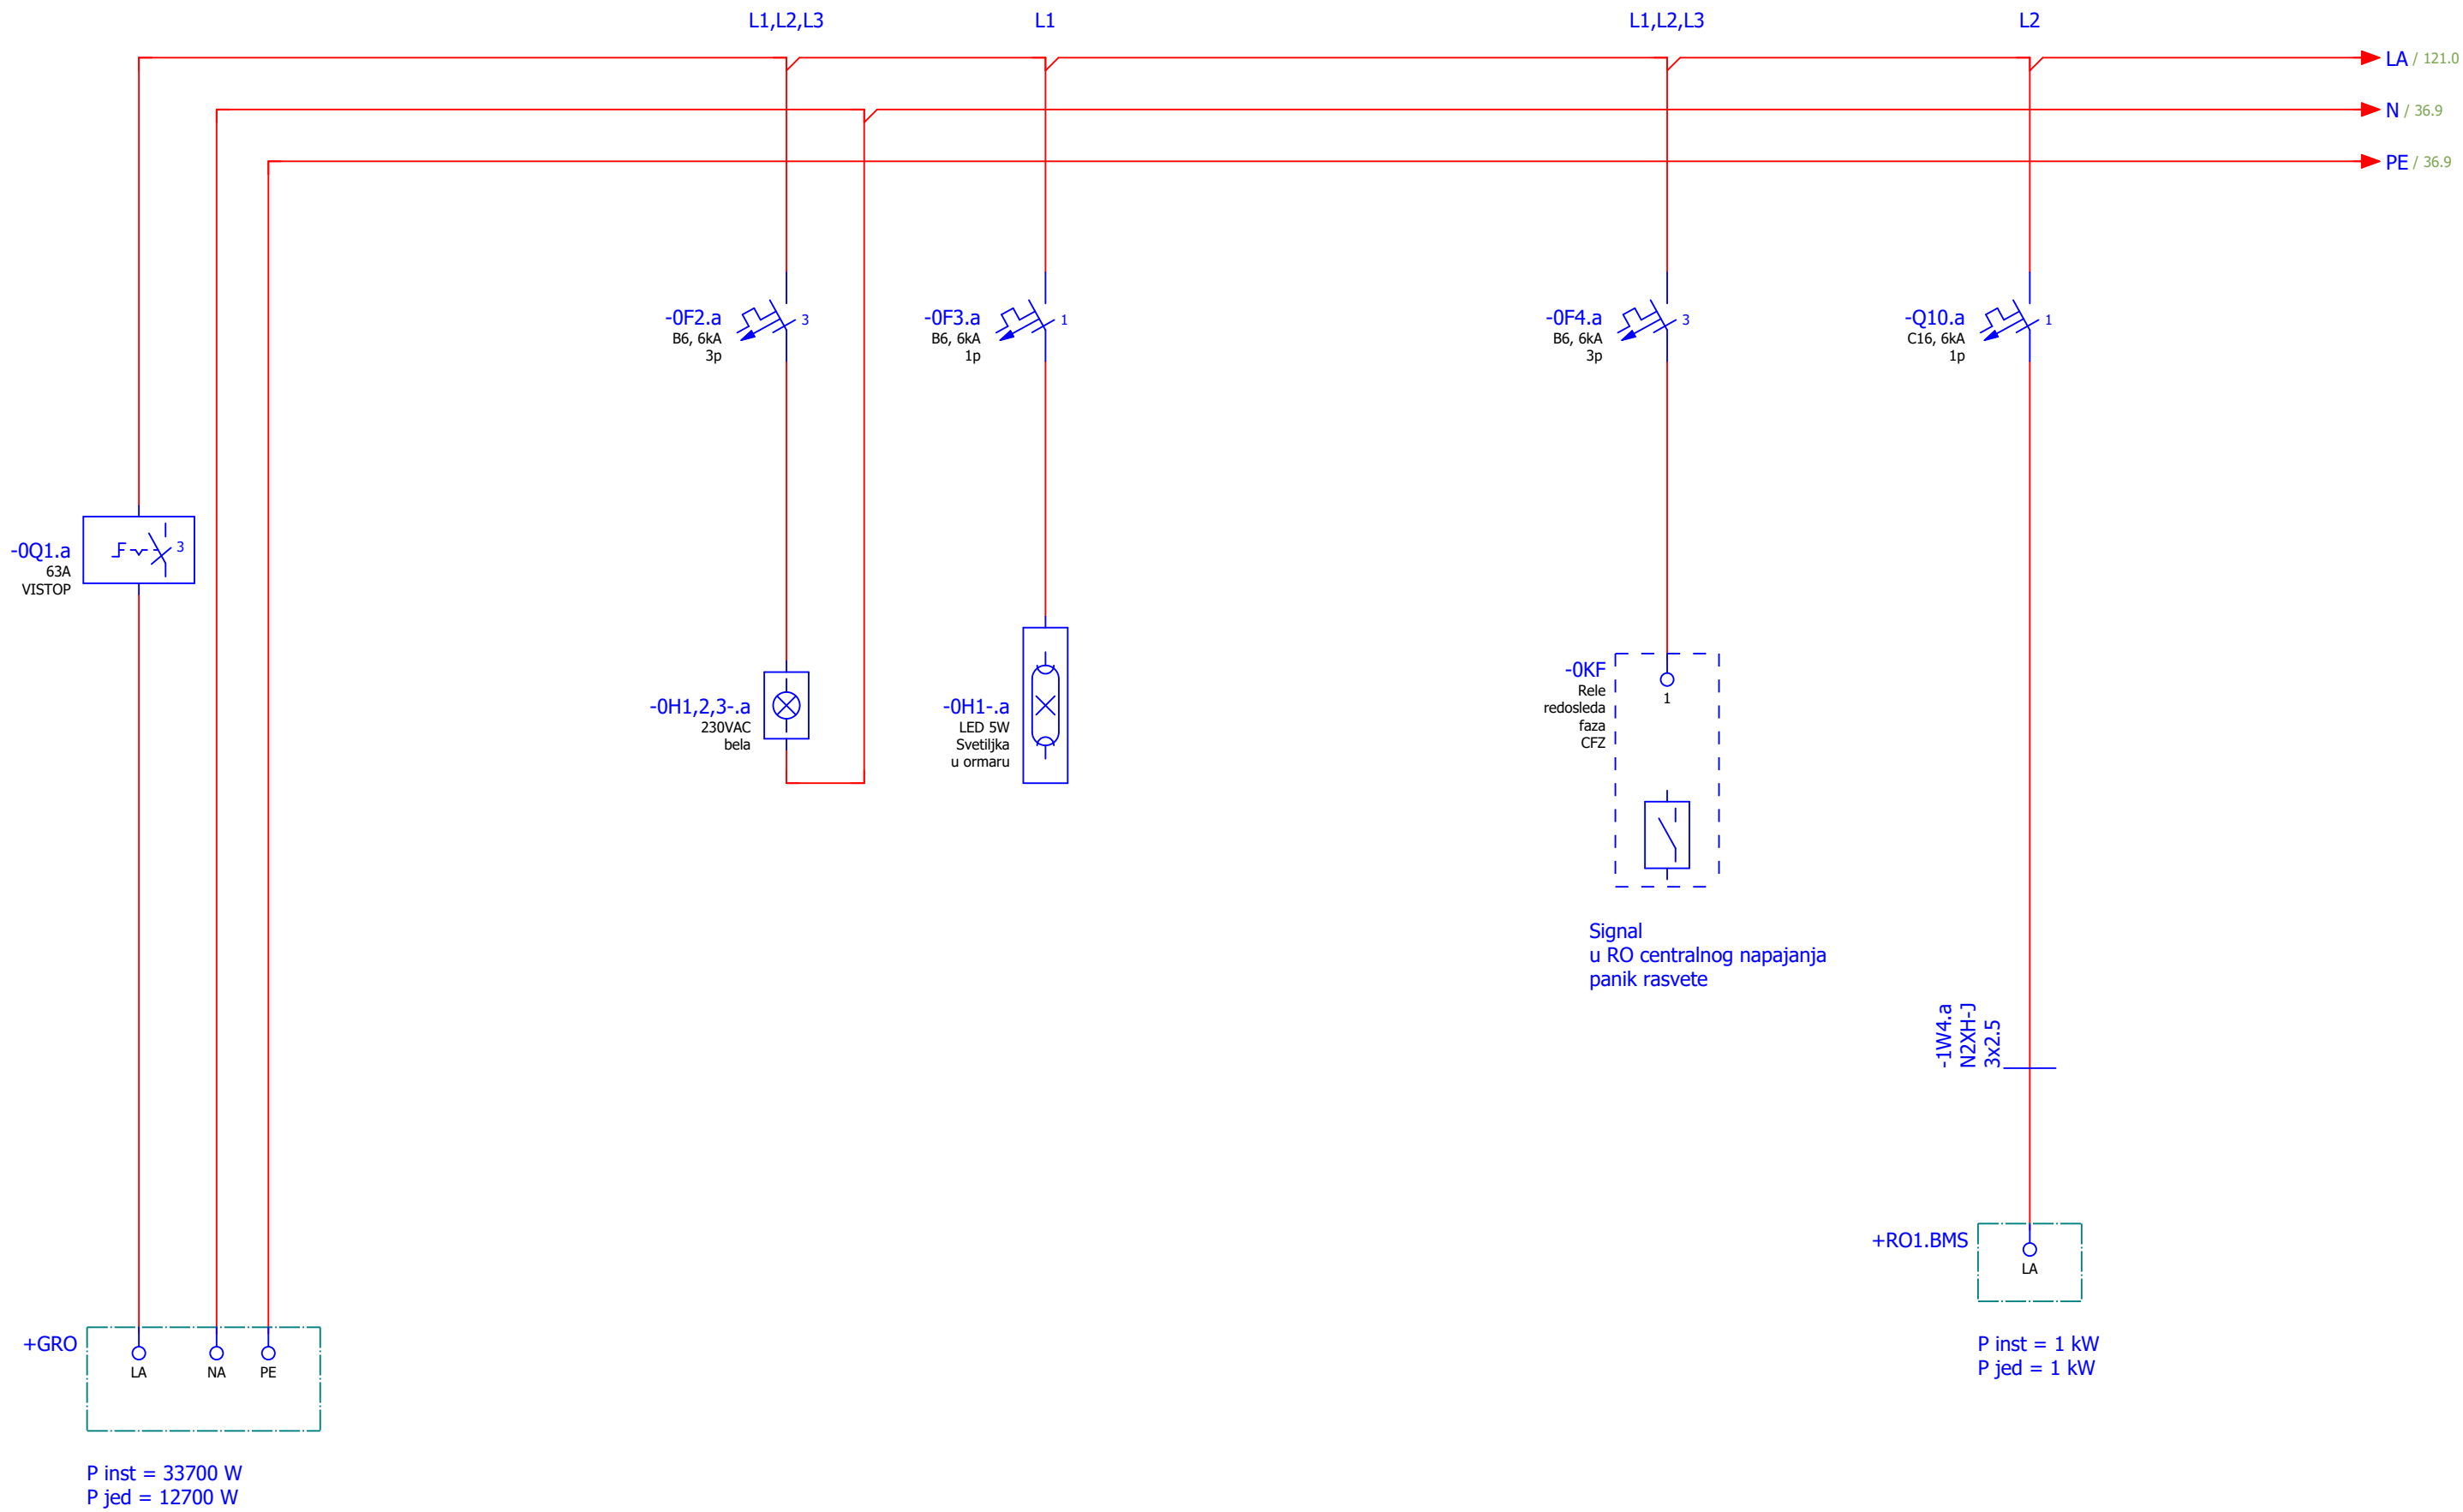 L1,L2,L3
L1
L1,L2,L3
L2
LA / 121.0
N / 36.9
PE / 36.9
-0F2.a
B6, 6kA
3p
3
-0F3.a
B6, 6kA
1p
1
-0F4.a
B6, 6kA
3p
3
-Q10.a
C16, 6kA
1p
1
-0Q1.a
63A
VISTOP
3
-0H1,2,3-.a
230VAC
bela
-0H1-.a
LED 5W
Svetiljka
u ormaru
-0KF
Rele
redosleda
faza
CFZ
1
Signal
u RO centralnog napajanja
panik rasvete
-1W4.a
N2XH-J
3x2.5
+RO1.BMS
LA
P inst = 1 kW
P jed = 1 kW
+GRO
LA
NA
PE
P inst = 33700 W
P jed = 12700 W